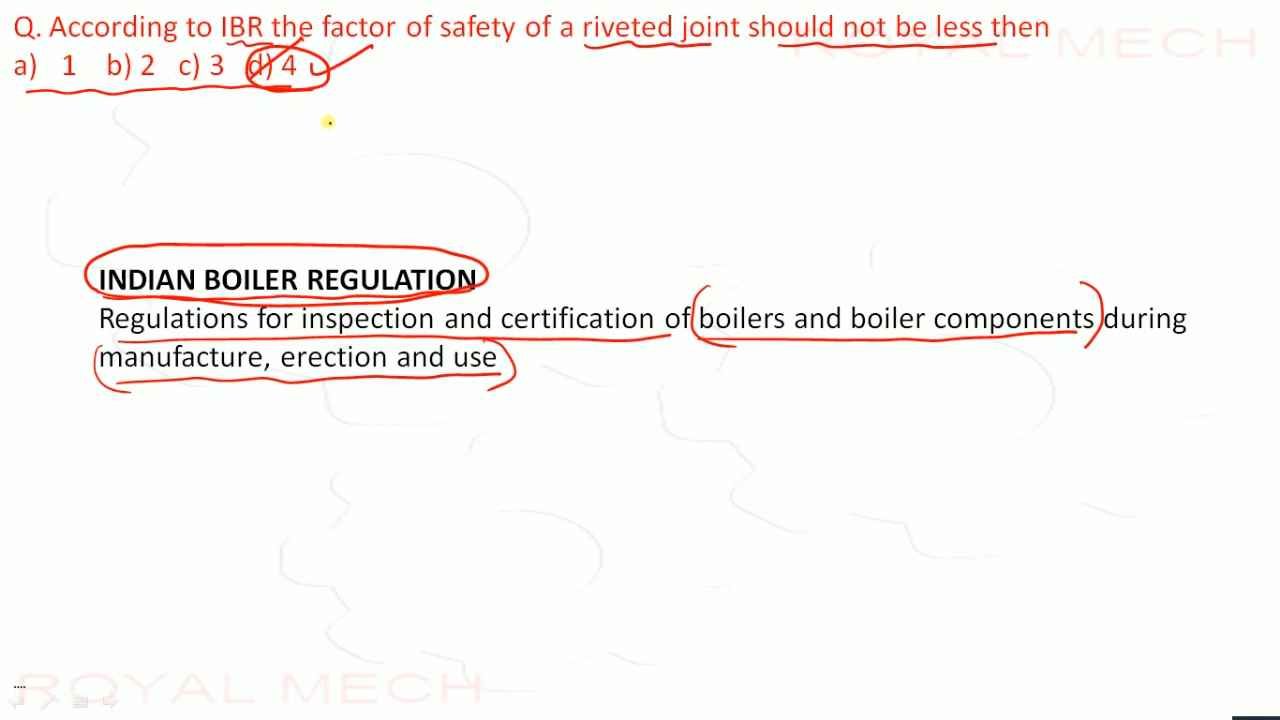 Q. According to IBR the factor of safety of a riveted joint should not be less then
a) 1 b) 2 c) 3 d) 4
ROYAL MECH
INDIAN BOILER REGULATION
Regulations for inspection and certification of boilers and boiler components during
manufacture, erection and use
....
ROYAL MECH